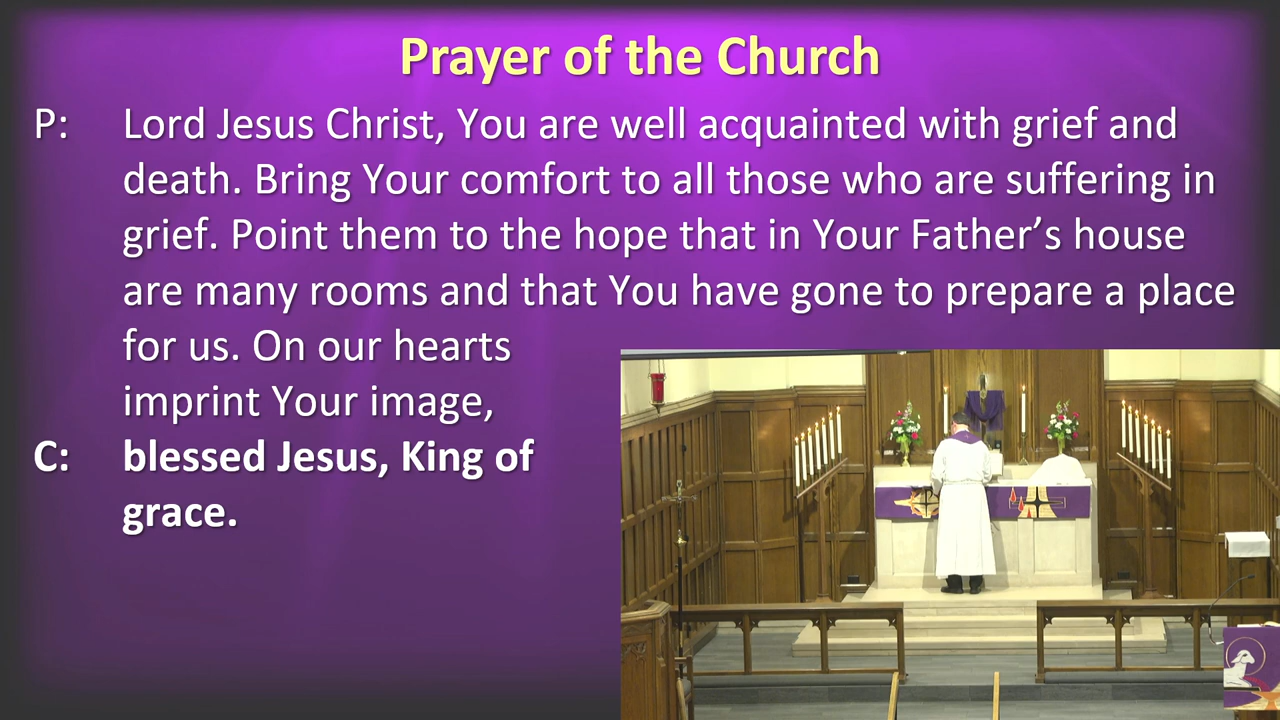 Prayer of the Church
P: Lord Jesus Christ, You are well acquainted with grief and
death. Bring Your comfort to all those who are suffering in
grief. Point them to the hope that in Your Father’s house
are many rooms and that You have gone to prepare a place
for us. On our hearts
imprint Your image,
C: blessed Jesus, King of
grace.